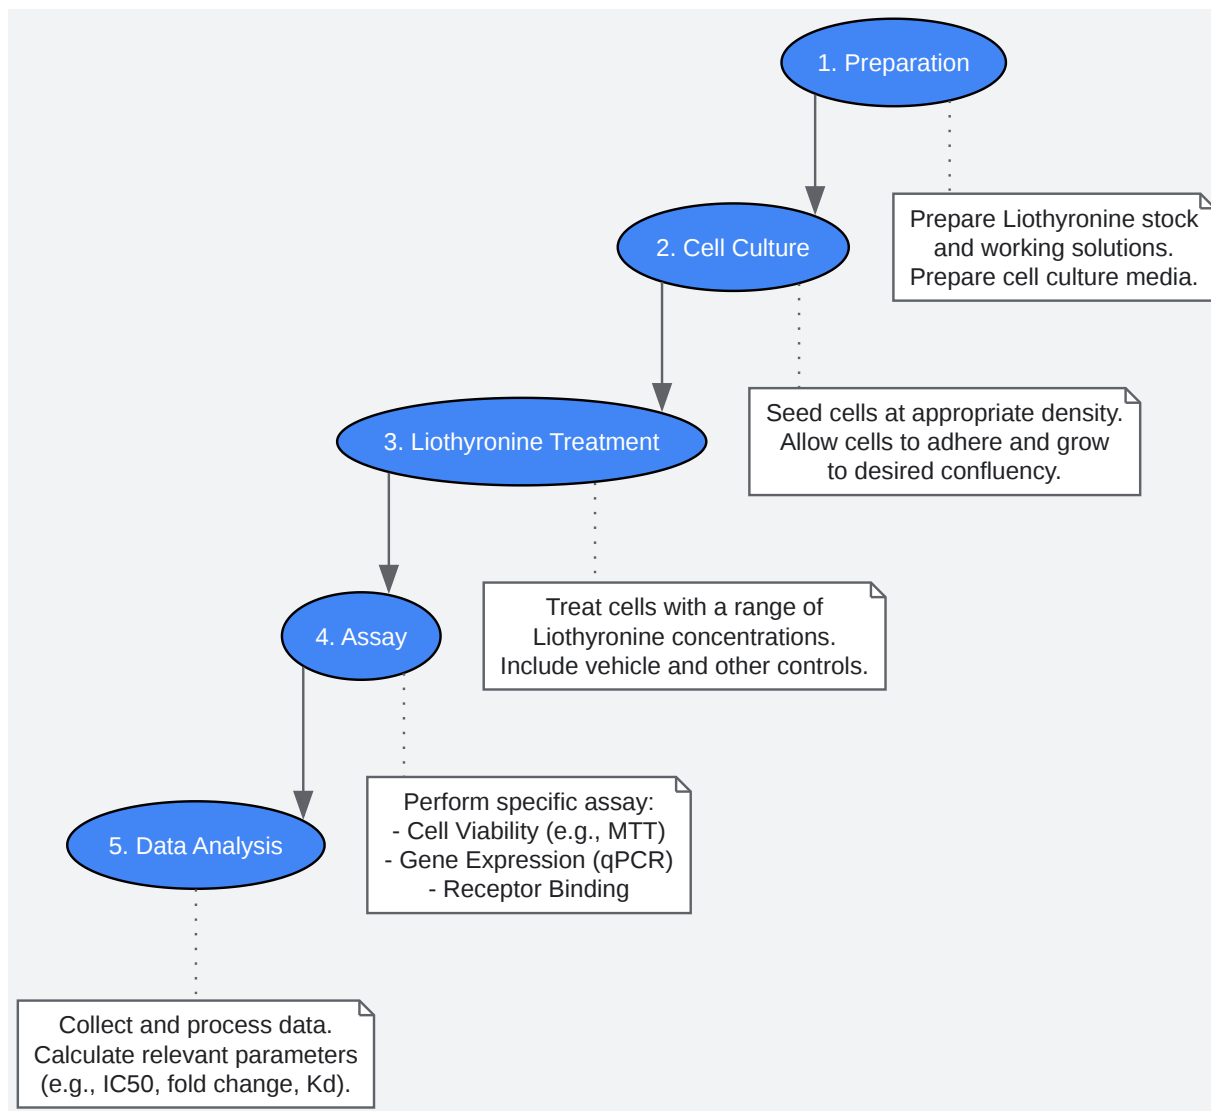 1. Preparation
Prepare Liothyronine stock
and working solutions.
Prepare cell culture media.
2. Cell Culture
Seed cells at appropriate density.
Allow cells to adhere and grow
to desired confluency.
3. Liothyronine Treatment
Treat cells with a range of
Liothyronine concentrations.
Include vehicle and other controls.
4. Assay
Perform specific assay:
- Cell Viability (e.g., MTT)
- Gene Expression (qPCR)
- Receptor Binding
5. Data Analysis
Collect and process data.
Calculate relevant parameters
(e.g., IC50, fold change, Kd).